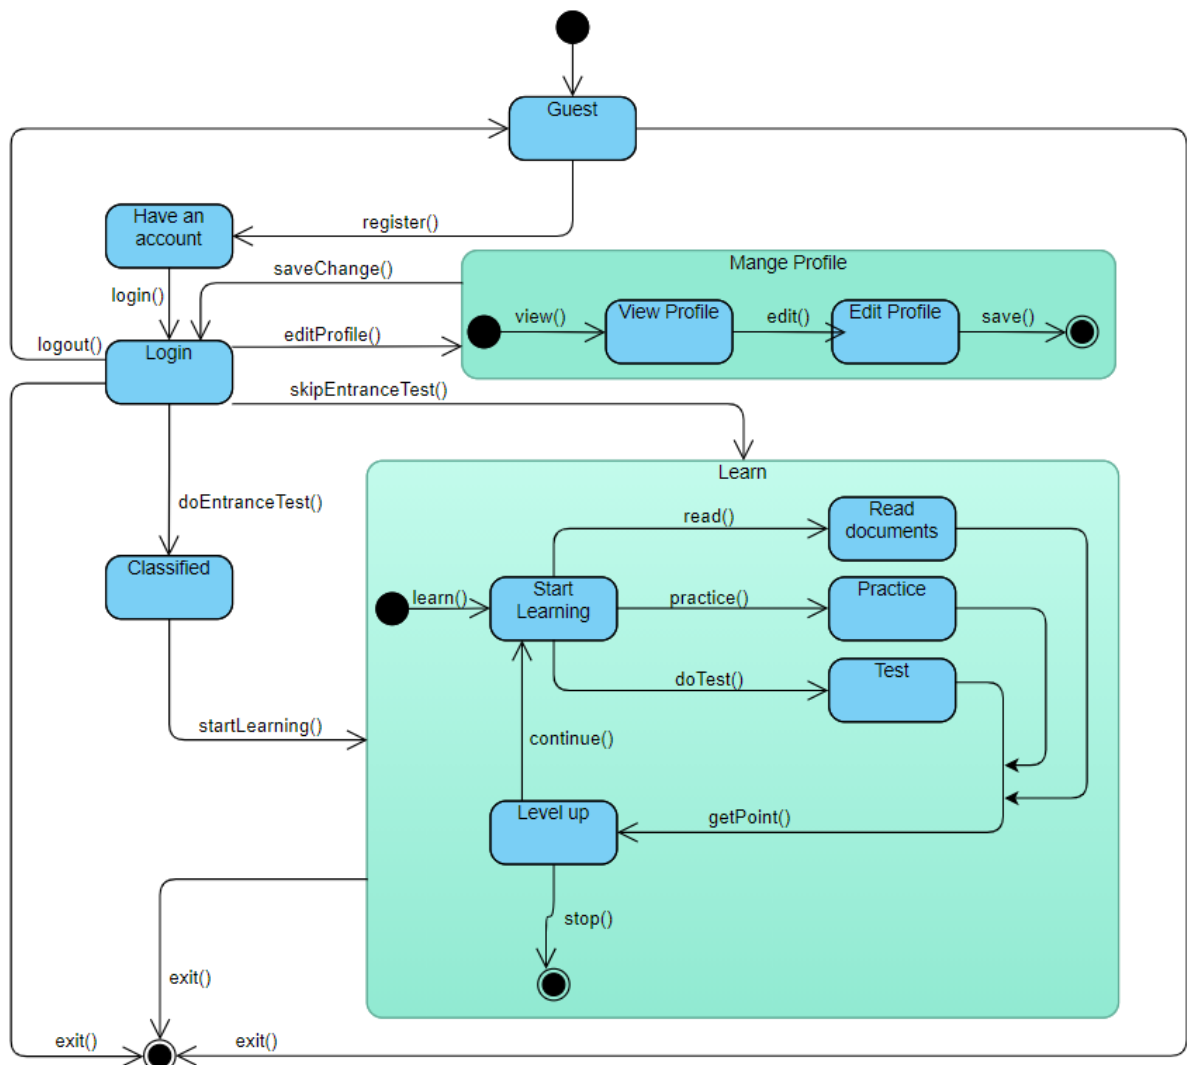 Guest
Have an
account
register()
saveChange()
Mange Profile
login()
view()
View Profile
edit()
Edit Profile
save()
logout()
Login
editProfile()
skipEntranceTest()
Learn
doEntranceTest()
read()
Read
documents
Classified
learn()
Start
Learning
practice()
Practice
doTest()
Test
startLearning()
continue()
Level up
getPoint()
stop()
exit()
exit()
exit()